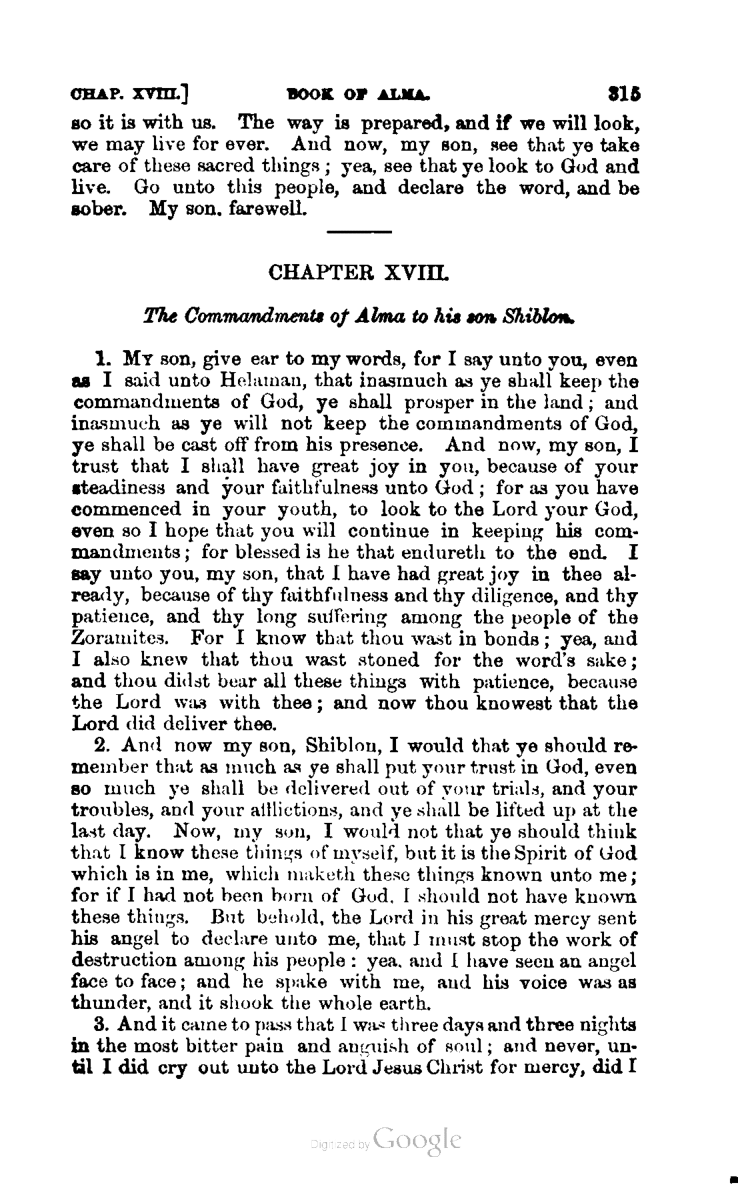 CHAP. XVIII.] BOOK OF ALMA. 315
so it is with us. The way is prepared, and if we will look,
we may live for ever. And now, my son, see that ye take
care of these sacred things; yea, see that ye look to God and
live. Go unto this people, and declare the word, and be
sober. My son. farewell.
CHAPTER XVIII.
The Commandments of Alma to his son Shiblon.
1. MY son, give ear to my words, for I say unto you, even
as I said unto Helaman, that inasmuch as ye shall keep the
commandments of God, ye shall prosper in the land; and
inasmuch as ye will not keep the commandments of God,
ye shall be cast off from his presence. And now, my son, I
trust that I shall have great joy in you, because of your
steadiness and your faithfulness unto God; for as you have
commenced in your youth, to look to the Lord your God,
even so I hope that you will continue in keeping his com-
mandments; for blessed is he that endureth to the end. I
say unto you, my son, that I have had great joy in thee al-
ready, because of thy faithfulness and thy diligence, and thy
patience, and thy long suffering among the people of the
Zoramites. For I know that thou wast in bonds; yea, and
I also knew that thou wast stoned for the word's sake;
and thou didst bear all these things with patience, because
the Lord was with thee; and now thou knowest that the
Lord did deliver thee.
2. And now my son, Shiblon, I would that ye should re-
member that as much as ye shall put your trust in God, even
so much ye shall be delivered out of your trials, and your
troubles, and your afflictions, and ye shall be lifted up at the
last day. Now, my son, I would not that ye should think
that I know these things of myself, but it is the Spirit of God
which is in me, which maketh these things known unto me;
for if I had not been born of God, I should not have known
these things. But behold, the Lord in his great mercy sent
his angel to declare unto me, that I must stop the work of
destruction among his people: yea, and I have seen an angel
face to face; and he spake with me, and his voice was as
thunder, and it shook the whole earth.
3. And it came to pass that I was three days and three nights
in the most bitter pain and anguish of soul; and never, un-
til I did cry out unto the Lord Jesus Christ for mercy, did I
Digitized by Google